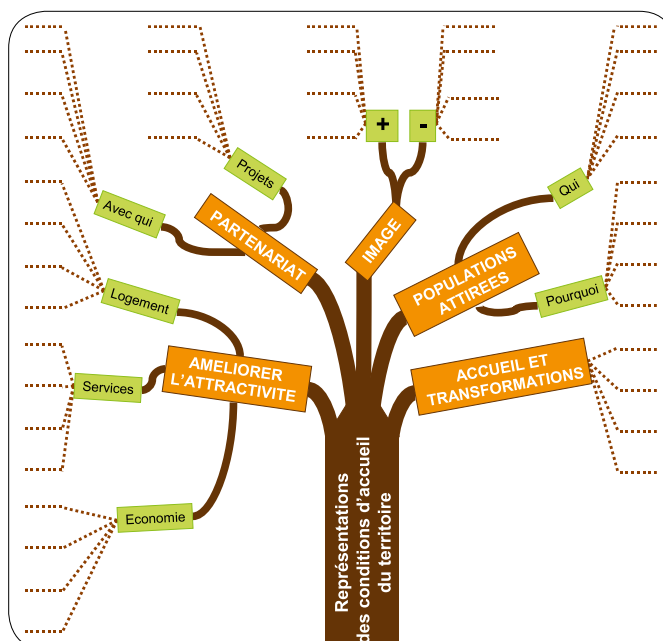 +
-
Projets
Qui
Avec qui
PARTENARIAT
IMAGE
POPULATIONS
ATTIREES
Logement
Pourquoi
AMELIORER
L'ATTRACTIVITE
ACCUEIL ET
TRANSFORMATIONS
Services
Economie
Représentations
des conditions d'accueil
du territoire